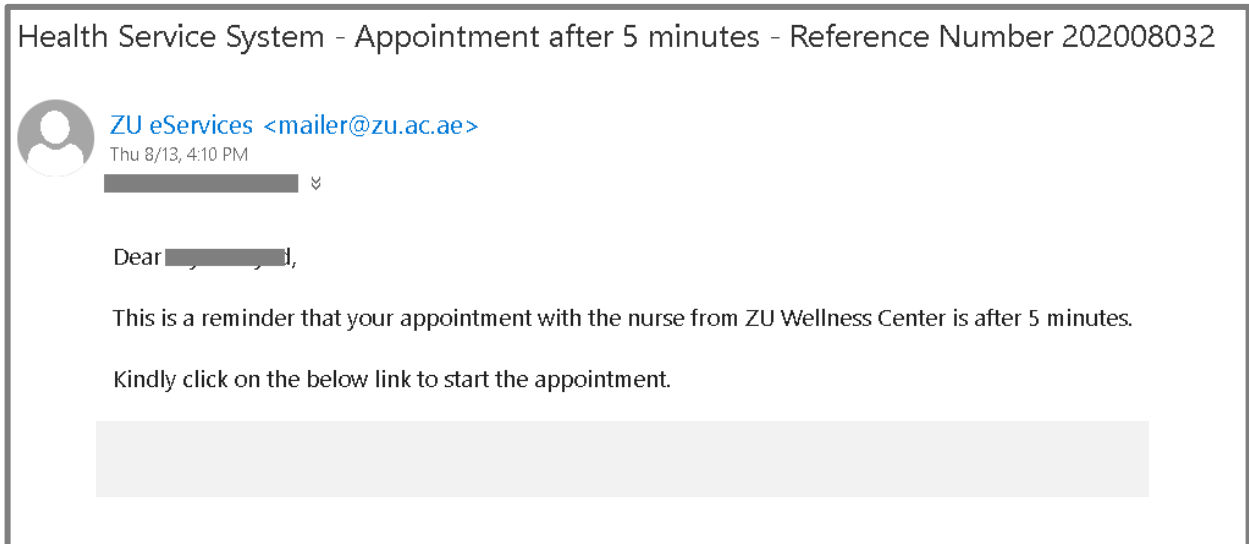 Health Service System - Appointment after 5 minutes - Reference Number 202008032
ZU eServices <mailer@zu.ac.ae>
Thu 8/13, 4:10 PM
Dear
This is a reminder that your appointment with the nurse from ZU Wellness Center is after 5 minutes.
Kindly click on the below link to start the appointment.